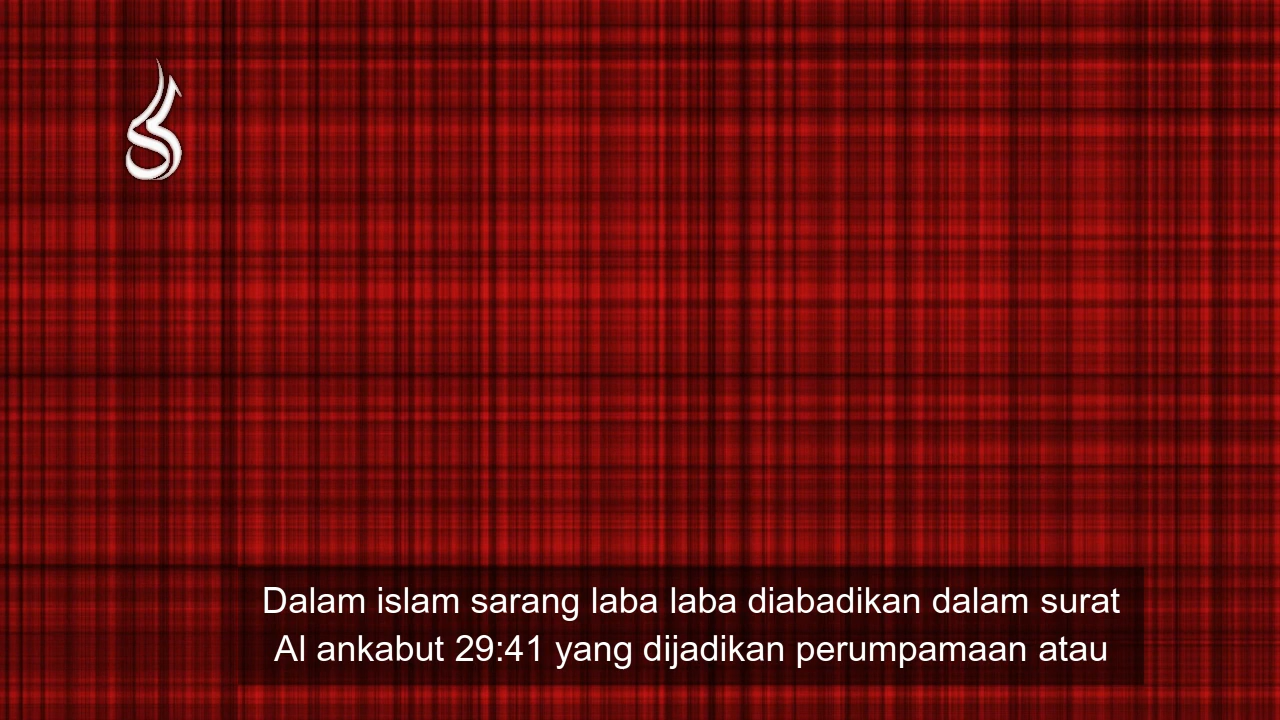 Dalam islam sarang laba laba diabadikan dalam surat
Al ankabut 29:41 yang dijadikan perumpamaan atau